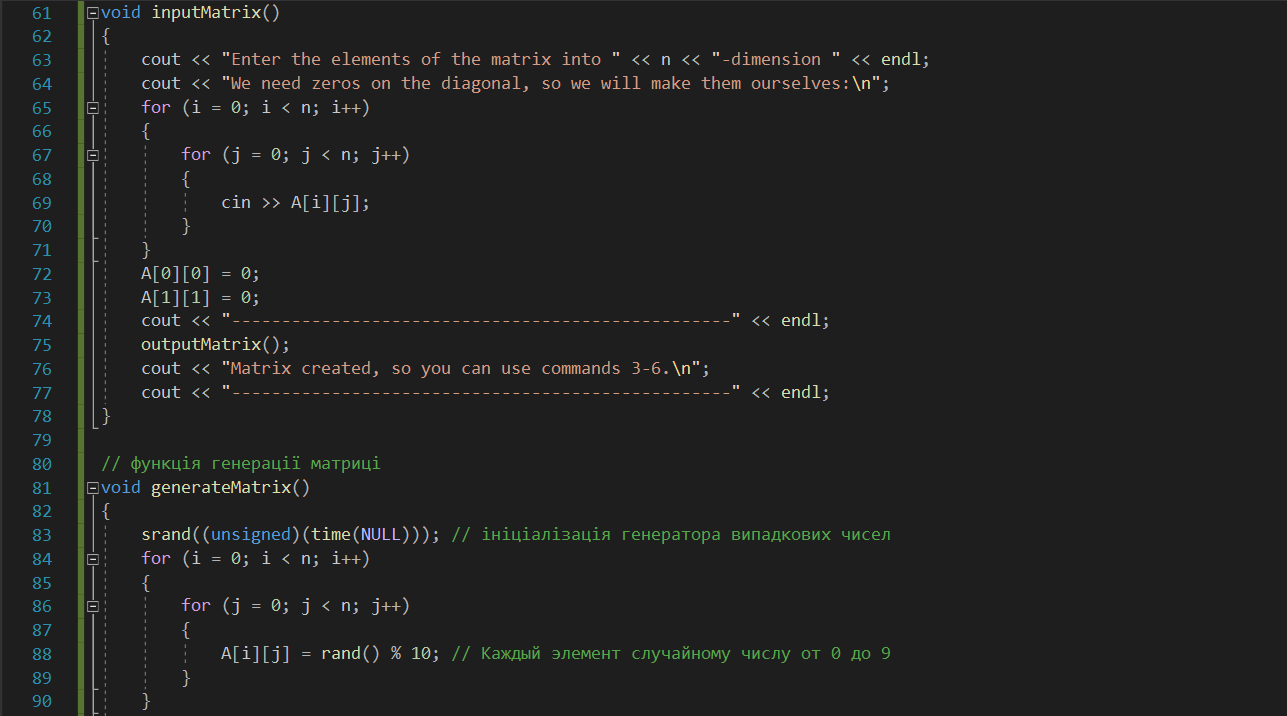 61 void inputMatrix()
62 {
63 cout << "Enter the elements of the matrix into " << n << "-dimension " << endl;
64 cout << "We need zeros on the diagonal, so we will make them ourselves:\n";
65 for (i = 0; i < n; i++)
66 {
67 for (j = 0; j < n; j++)
68 {
69 cin >> A[i][j];
70 }
71 }
72 A[0][0] = 0;
73 A[1][1] = 0;
74 cout << "--------------------------------------------------" << endl;
75 outputMatrix();
76 cout << "Matrix created, so you can use commands 3-6.\n";
77 cout << "--------------------------------------------------" << endl;
78 }
79
80 // функція генерації матриці
81 void generateMatrix()
82 {
83 srand((unsigned)(time(NULL))); // ініціалізація генератора випадкових чисел
84 for (i = 0; i < n; i++)
85 {
86 for (j = 0; j < n; j++)
87 {
88 A[i][j] = rand() % 10; // Каждый элемент случайному числу от 0 до 9
89 }
90 }